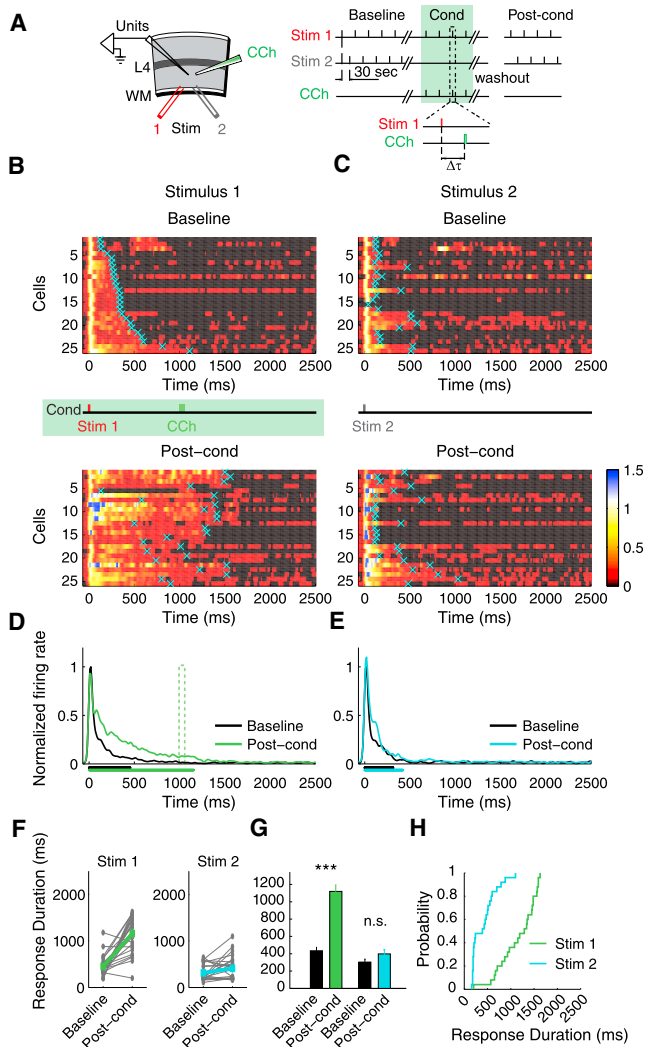 A
Units
CCh
L4
WM
1 Stim 2
Baseline Cond Post-cond
Stim 1
Stim 2
30 sec
washout
CCh
Stim 1
CCh
Δτ
B
Stimulus 1
Baseline
Cells
5
10
15
20
25
0 500 1000 1500 2000 2500
Time (ms)
Cond
Stim 1 CCh
Post−cond
Cells
5
10
15
20
25
0 500 1000 1500 2000 2500
Time (ms)
C
Stimulus 2
Baseline
5
10
15
20
25
0 500 1000 1500 2000 2500
Time (ms)
Stim 2
Post−cond
5
10
15
20
25
0 500 1000 1500 2000 2500
Time (ms)
1.5
1
0.5
0
D
Normalized firing rate
1
0.5
0
Baseline
Post−cond
0 500 1000 1500 2000 2500
Time (ms)
E
1
0.5
0
Baseline
Post−cond
0 500 1000 1500 2000 2500
Time (ms)
F
Response Duration (ms)
Stim 1
2000
1000
0
Baseline
Post-cond
Stim 2
2000
1000
0
Baseline
Post-cond
G
***
n.s.
1200
1000
800
600
400
200
0
Baseline
Post-cond
Baseline
Post-cond
H
Probability
1
0.8
0.6
0.4
0.2
0
Stim 1
Stim 2
0 500 1000 1500 2000 2500
Response Duration (ms)